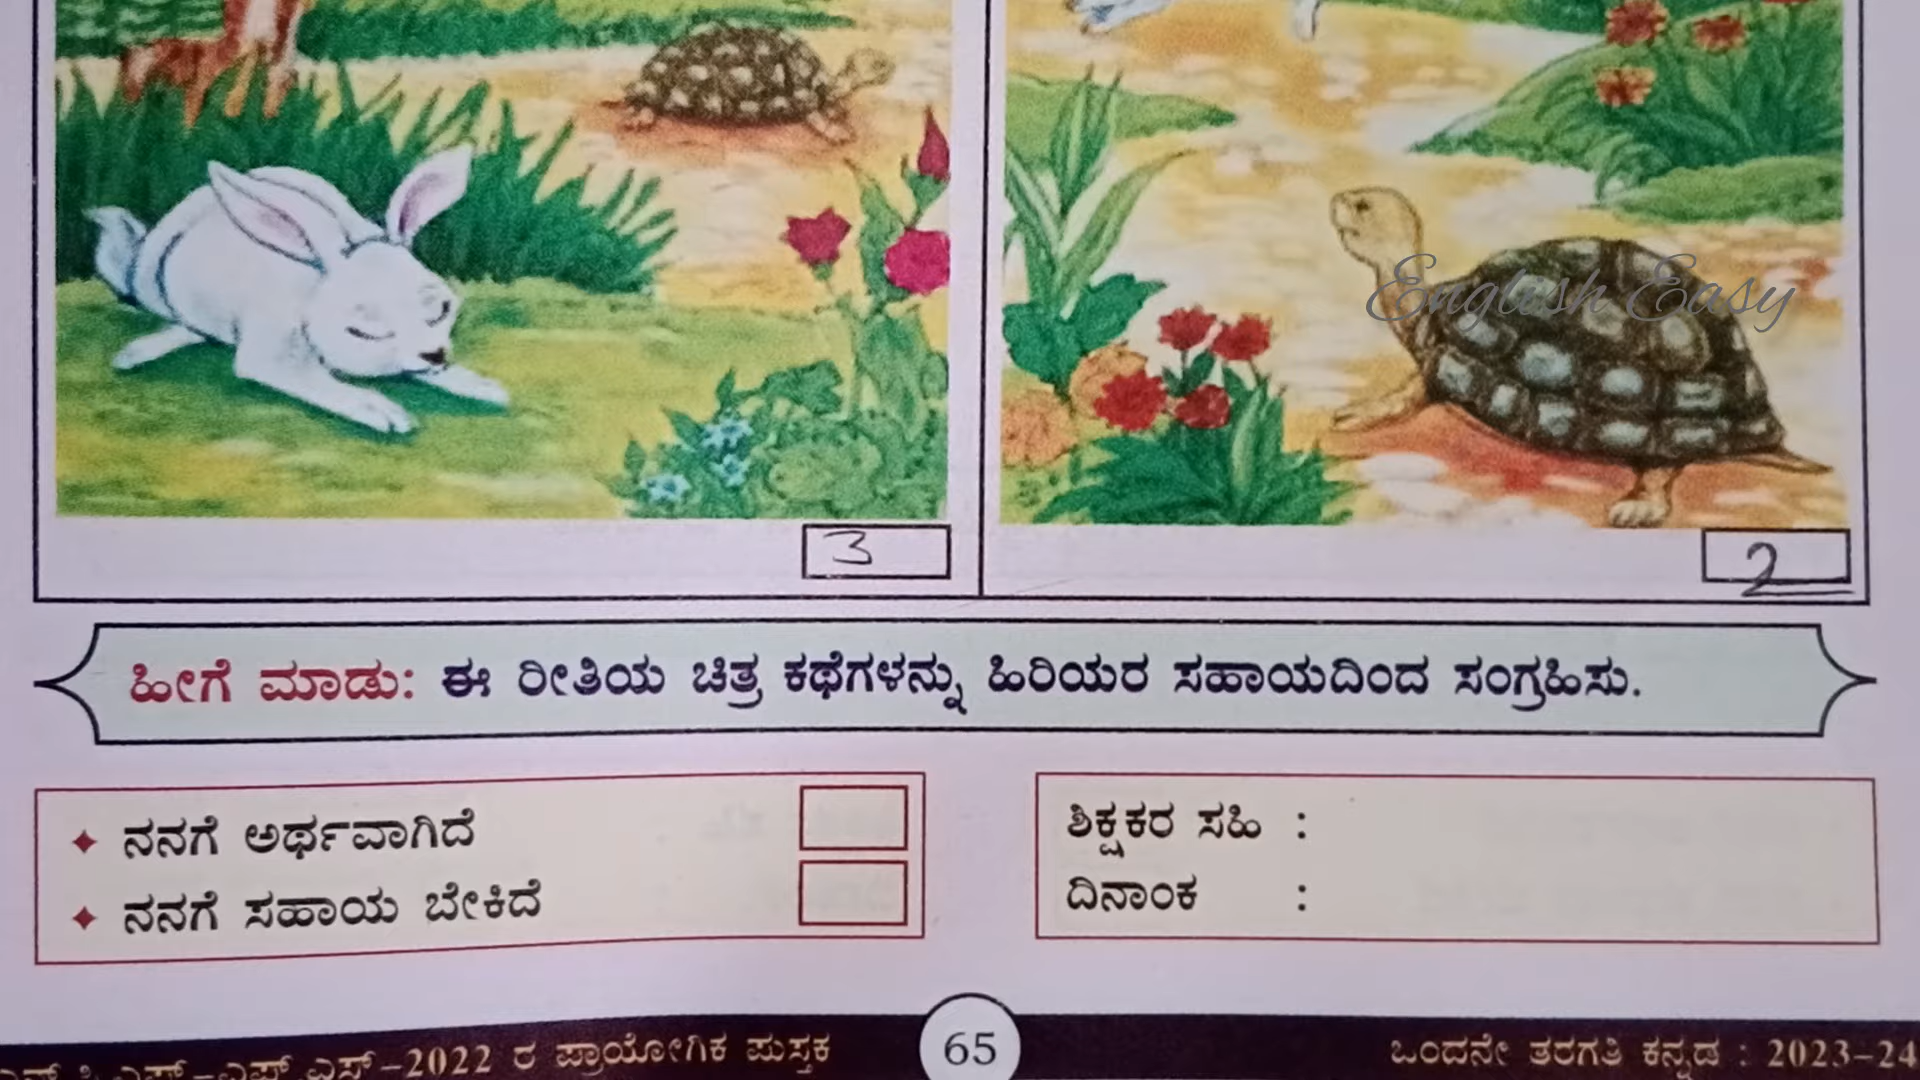 English Easy
3
2
ಹೀಗೆ ಮಾಡು: ಈ ರೀತಿಯ ಚಿತ್ರ ಕಥೆಗಳನ್ನು ಹಿರಿಯರ ಸಹಾಯದಿಂದ ಸಂಗ್ರಹಿಸು.
ನನಗೆ ಅರ್ಥವಾಗಿದೆ
ನನಗೆ ಸಹಾಯ ಬೇಕಿದೆ
ಶಿಕ್ಷಕರ ಸಹಿ :
ದಿನಾಂಕ :
ಎಫ್ ಎಸ್-2022 ರ ಪ್ರಾಯೋಗಿಕ ಪುಸ್ತಕ
65
ಒಂದನೇ ತರಗತಿ ಕನ್ನಡ : 2023-24